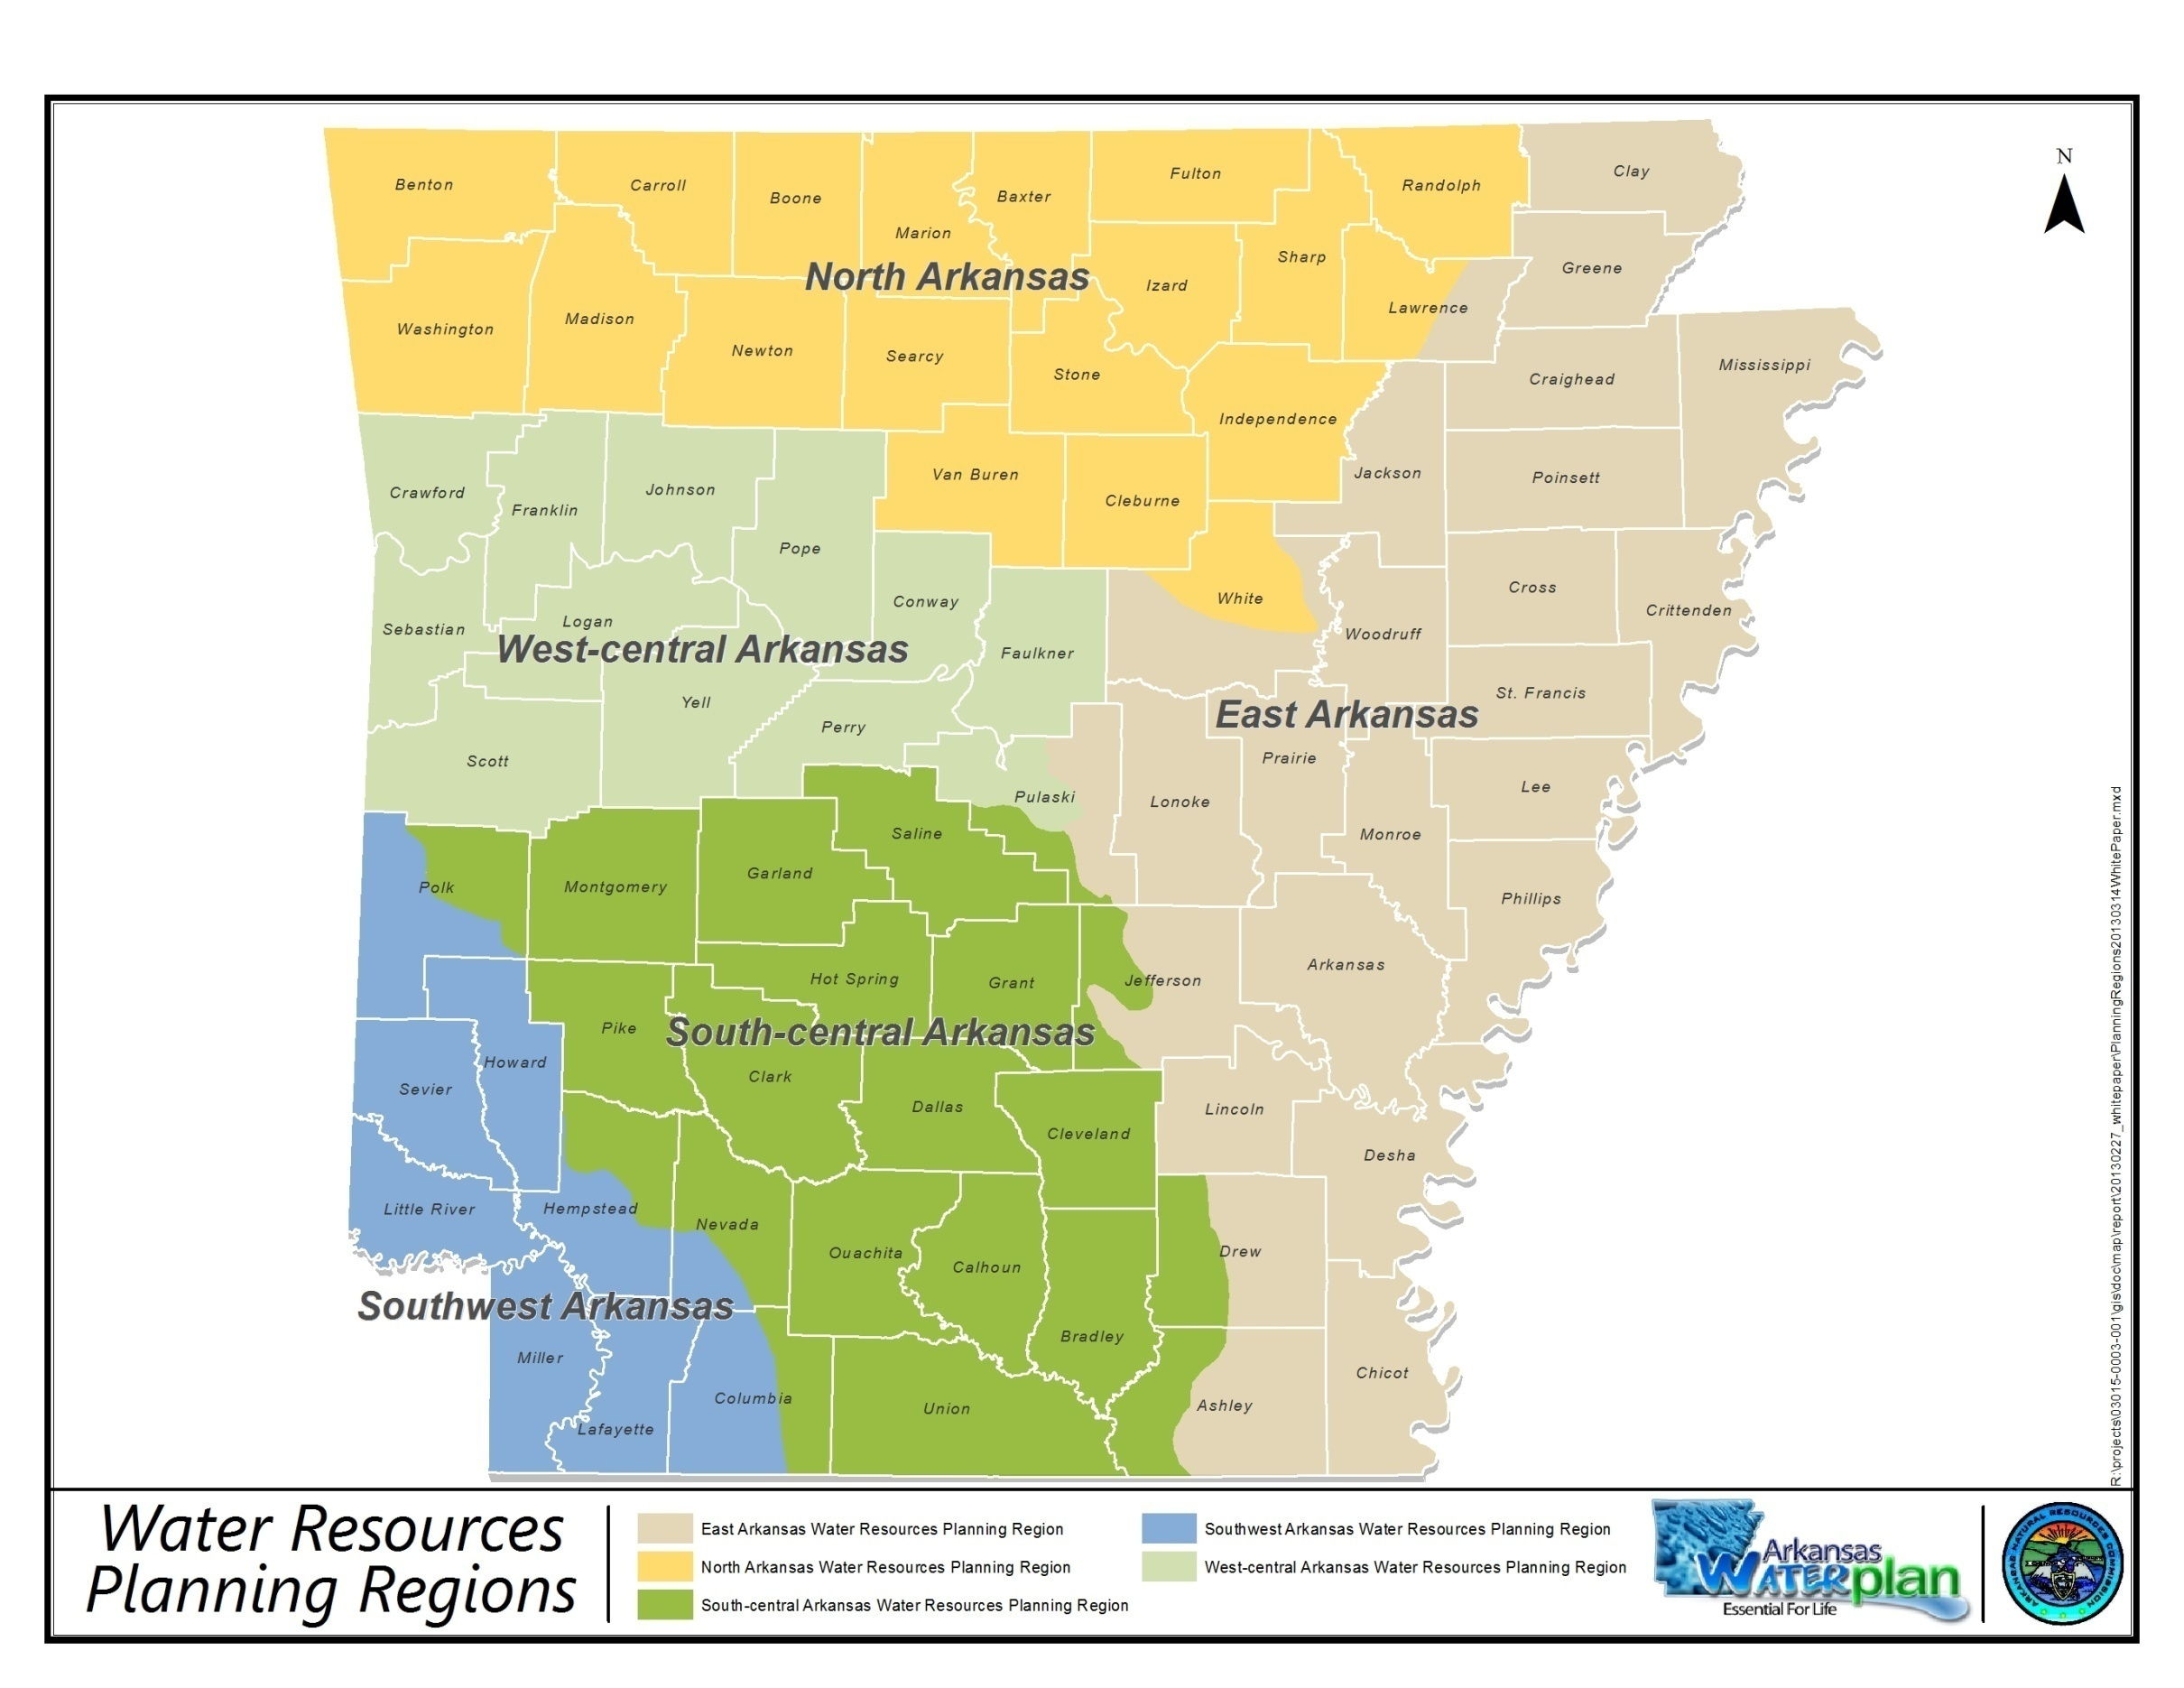 N
Benton
Carroll
Boone
Marion
Baxter
Fulton
Randolph
Clay
Sharp
Izard
Greene
North Arkansas
Lawrence
Washington
Madison
Newton
Searcy
Stone
Craighead
Mississippi
Independence
Van Buren
Cleburne
Jackson
Poinsett
Crawford
Franklin
Johnson
Pope
Conway
White
Cross
Crittenden
Sebastian
Logan
West-central Arkansas
Faulkner
Woodruff
St. Francis
Yell
Perry
East Arkansas
Scott
Prairie
Pulaski
Lonoke
Lee
Monroe
Saline
Polk
Montgomery
Garland
Phillips
Hot Spring
Grant
Jefferson
Arkansas
Pike
South-central Arkansas
Howard
Sevier
Clark
Dallas
Lincoln
Cleveland
Desha
Little River
Hempstead
Nevada
Ouachita
Calhoun
Drew
Southwest Arkansas
Bradley
Miller
Chicot
Columbia
Union
Ashley
Lafayette
R:\projects\03015-0003-001\gis\doc\map\report\20130227_whitepaper\PlanningRegions20130314WhitePaper.mxd
Water Resources
Planning Regions
East Arkansas Water Resources Planning Region
North Arkansas Water Resources Planning Region
South-central Arkansas Water Resources Planning Region
Southwest Arkansas Water Resources Planning Region
West-central Arkansas Water Resources Planning Region
Arkansas
WATERplan
Essential For Life
ARKANSAS NATURAL RESOURCES COMMISSION